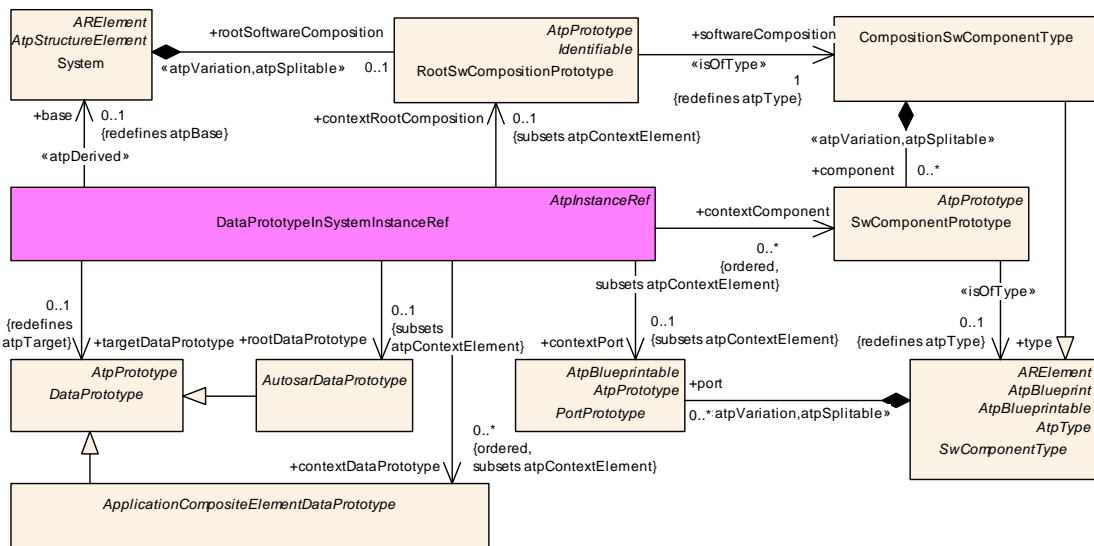 ARElement
AtpStructureElement
System
+rootSoftwareComposition
«atpVariation,atpSplitable»
0..1
AtpPrototype
Identifiable
RootSwCompositionPrototype
+softwareComposition
«isOfType»
1
{redefines atpType}
CompositionSwComponentType
+base
0..1
{redefines atpBase}
«atpDerived»
+contextRootComposition
0..1
{subsets atpContextElement}
«atpVariation,atpSplitable»
+component
0..*
AtpInstanceRef
DataPrototypeInSystemInstanceRef
+contextComponent
0..*
{ordered,
subsets atpContextElement}
AtpPrototype
SwComponentPrototype
«isOfType»
0..1
{redefines atpType}
+type
0..1
{redefines
atpTarget}
+targetDataPrototype
0..1
{subsets
atpContextElement}
+rootDataPrototype
0..1
{subsets atpContextElement}
+contextPort
AtpPrototype
DataPrototype
AutosarDataPrototype
AtpBlueprintable
AtpPrototype
PortPrototype
+port
0..*
«atpVariation,atpSplitable»
ARElement
AtpBlueprint
AtpBlueprintable
AtpType
SwComponentType
0..*
{ordered,
subsets atpContextElement}
+contextDataPrototype
ApplicationCompositeElementDataPrototype